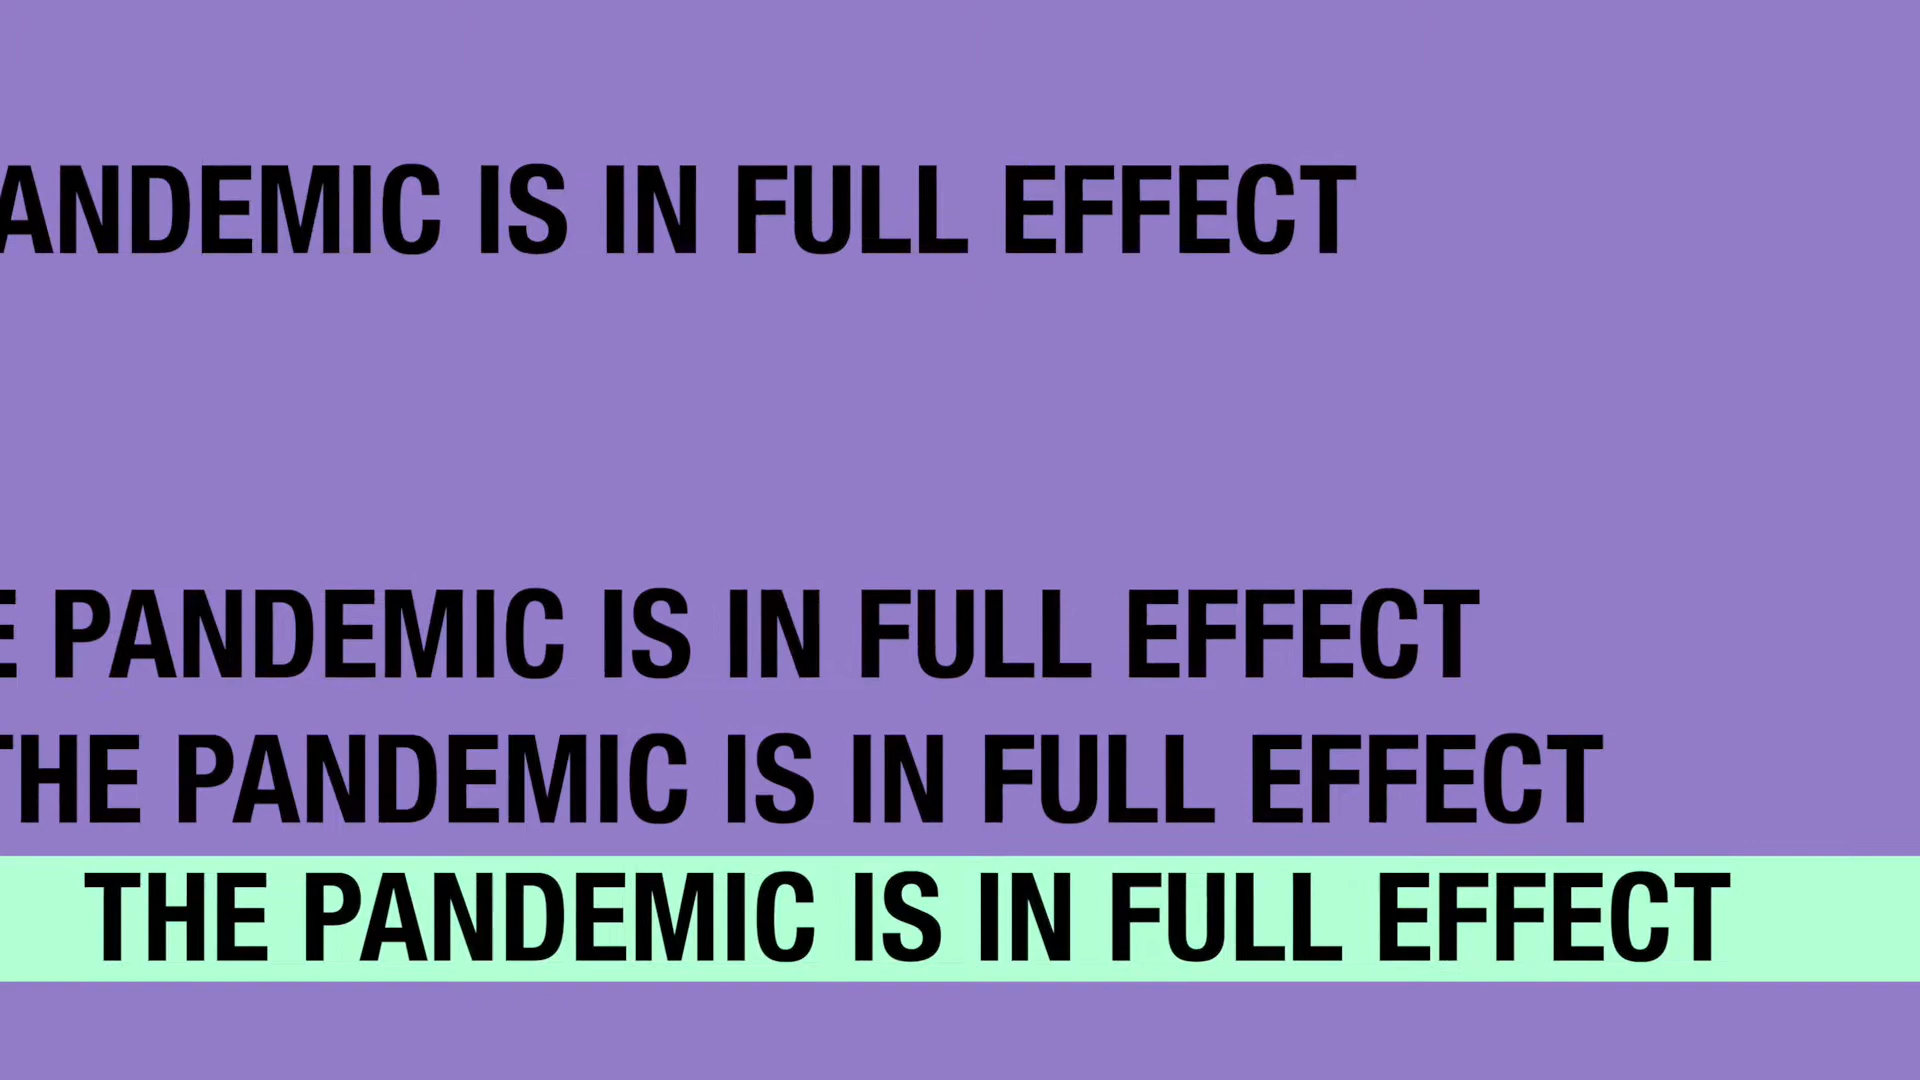 ANDEMIC IS IN FULL EFFECT
E PANDEMIC IS IN FULL EFFECT
THE PANDEMIC IS IN FULL EFFECT
THE PANDEMIC IS IN FULL EFFECT